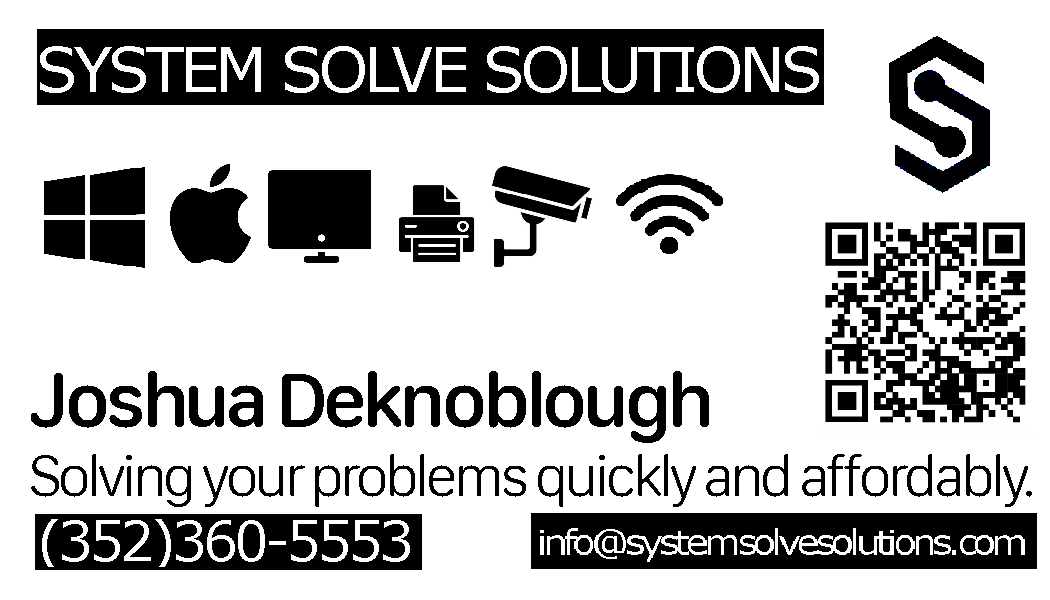 SYSTEM SOLVE SOLUTIONS
Joshua Deknoblough
Solving your problems quickly and affordably.
(352)360-5553
info@systemsolvesolutions.com